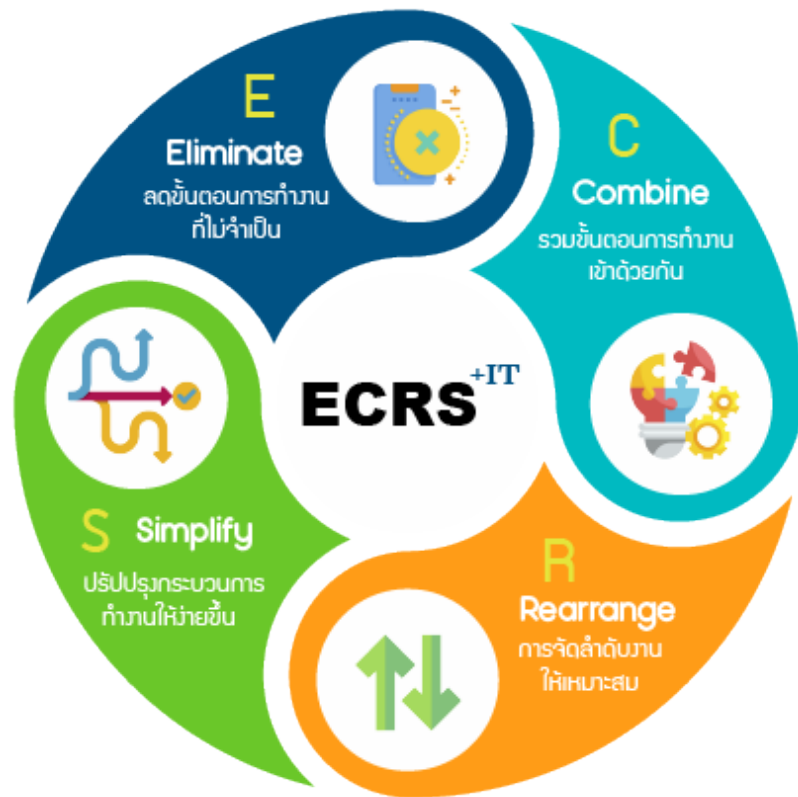 E
Eliminate
ลดขั้นตอนการทำงาน
ที่ไม่จำเป็น
C
Combine
รวมขั้นตอนการทำงาน
เข้าด้วยกัน
ECRS+IT
R
Rearrange
การจัดลำดับงาน
ให้เหมาะสม
S Simplify
ปรัปปรุงกระบวนการ
ทำงานให้ง่ายขึ้น